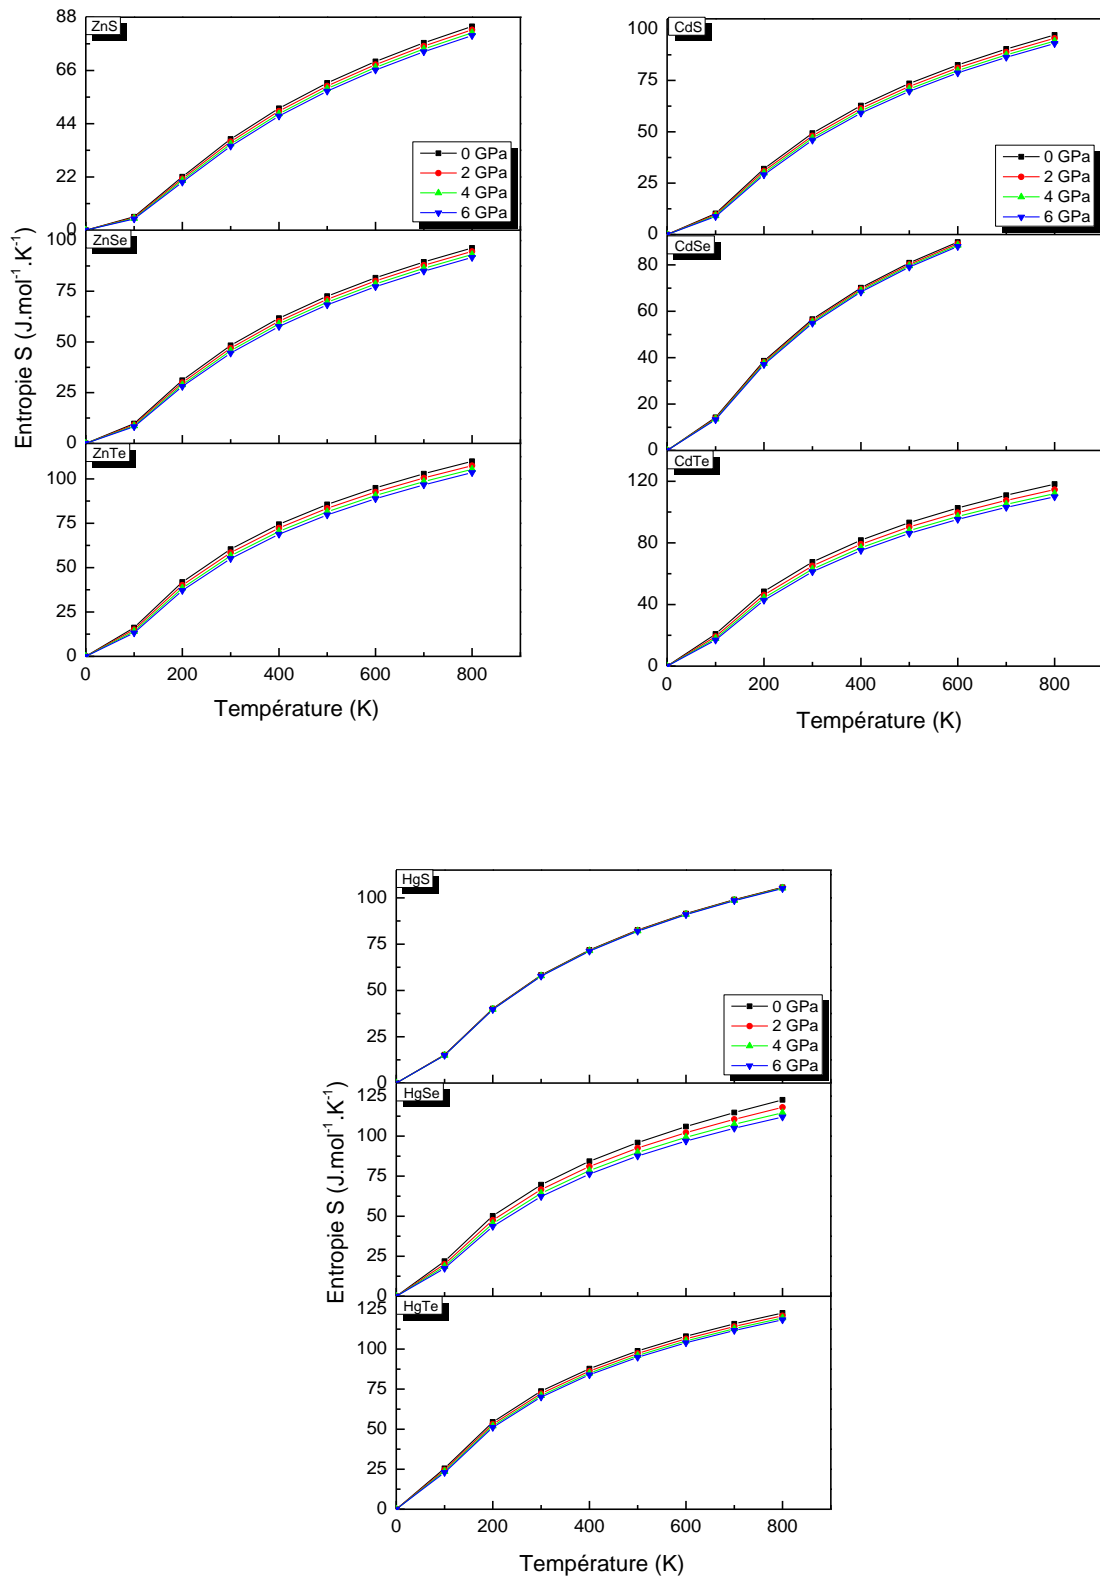 ZnS
88
66
44
22
0
0 GPa
2 GPa
4 GPa
6 GPa
ZnSe
100
75
50
25
0
ZnTe
100
75
50
25
0
0 200 400 600 800
Température (K)
Entropie S (J.mol⁻¹.K⁻¹)
CdS
100
75
50
25
0
0 GPa
2 GPa
4 GPa
6 GPa
CdSe
80
60
40
20
0
CdTe
120
80
40
0
0 200 400 600 800
Température (K)
HgS
100
75
50
25
0
0 GPa
2 GPa
4 GPa
6 GPa
HgSe
125
100
75
50
25
0
HgTe
125
100
75
50
25
0
0 200 400 600 800
Température (K)
Entropie S (J.mol⁻¹.K⁻¹)